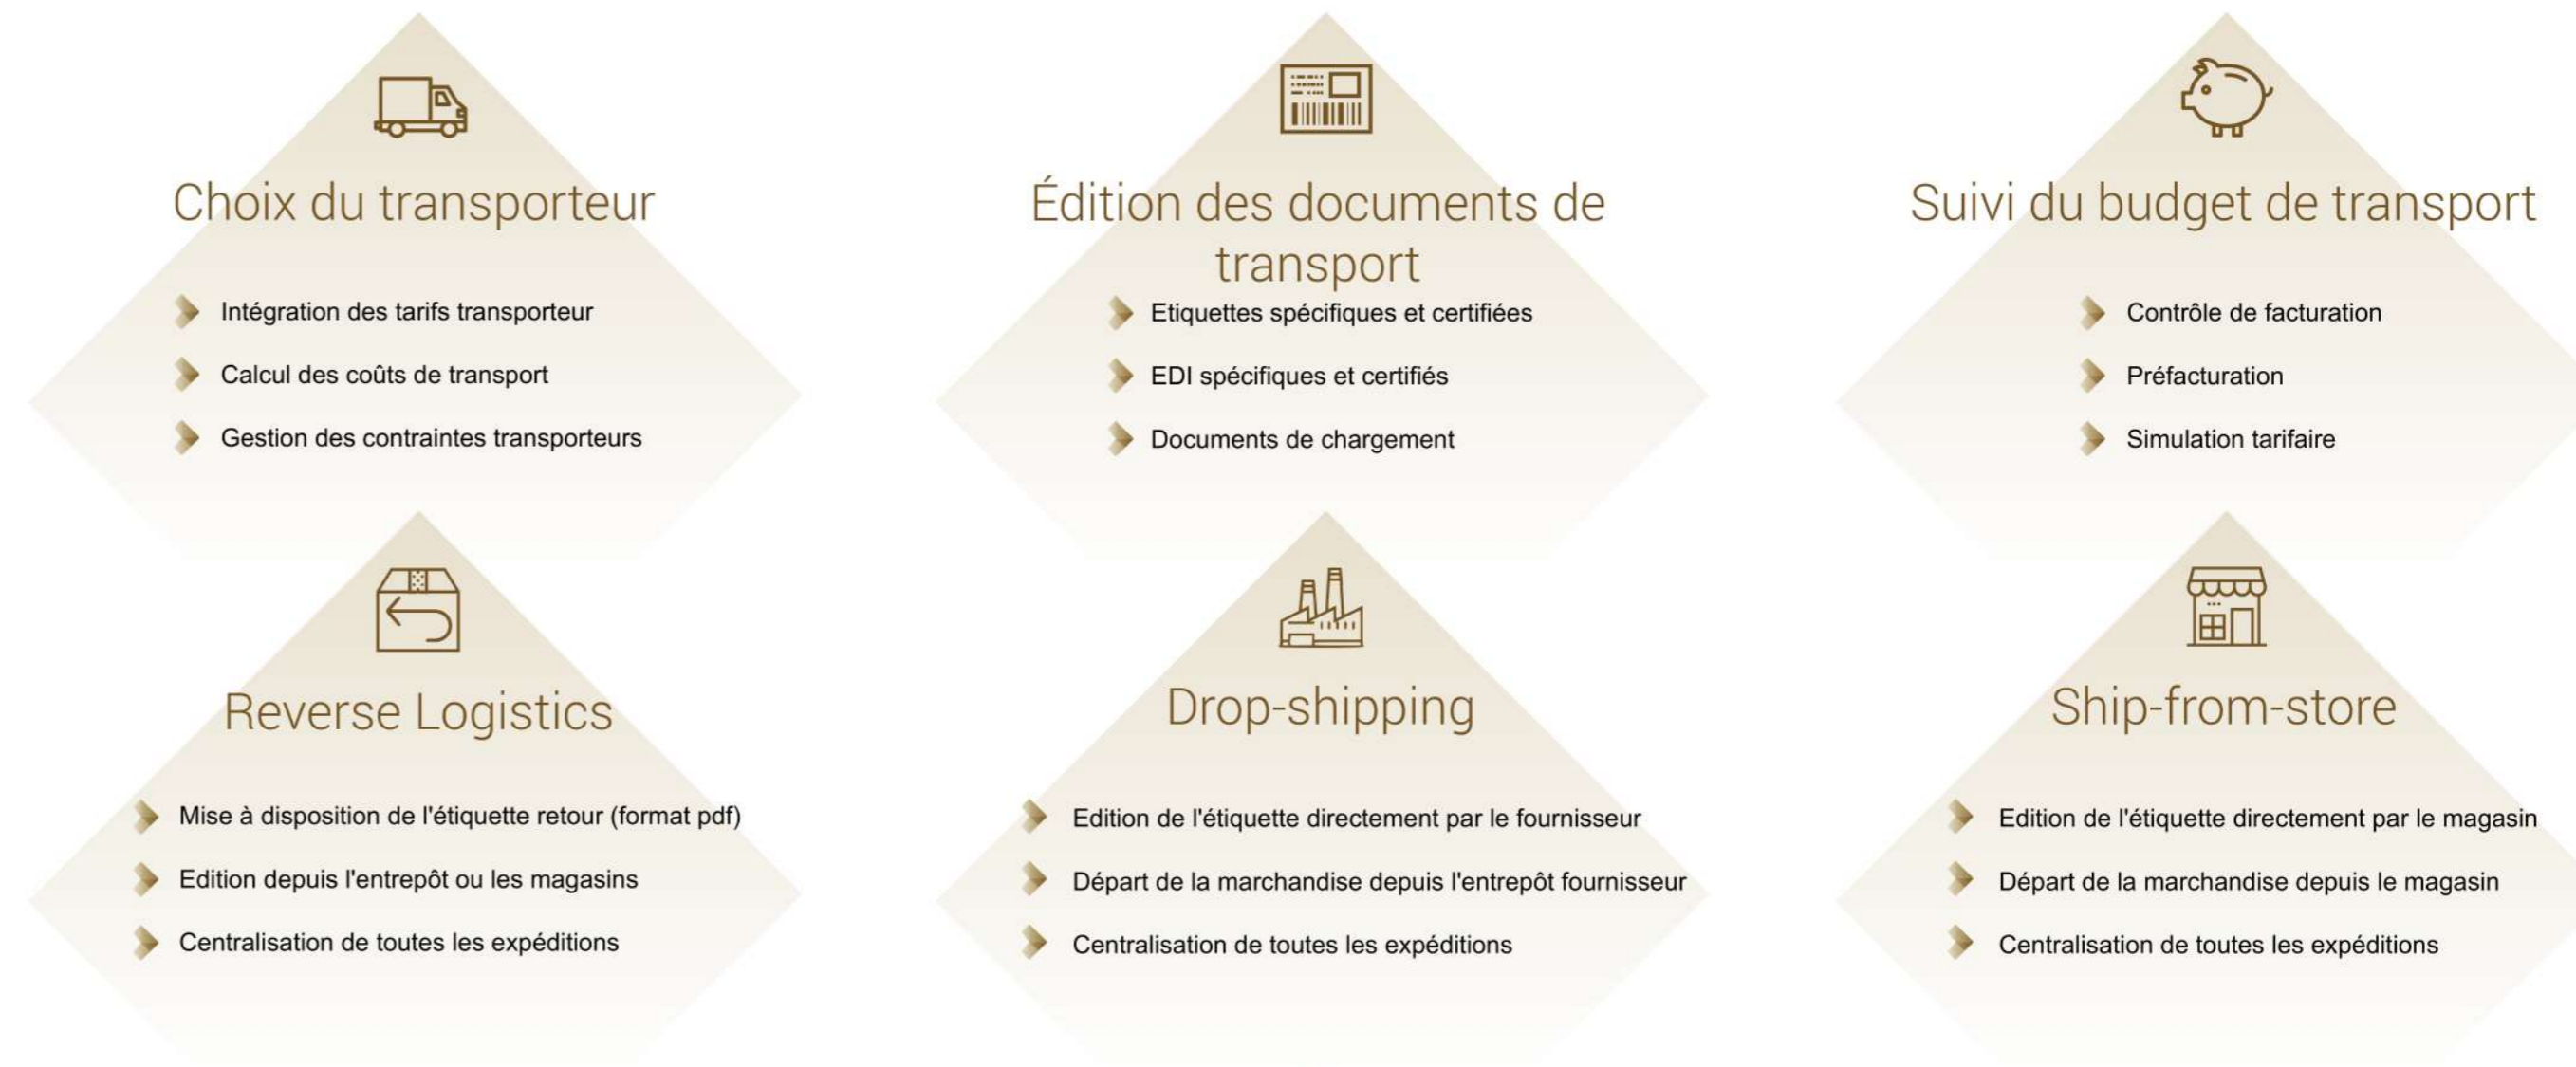 Choix du transporteur
Intégration des tarifs transporteur
Calcul des coûts de transport
Gestion des contraintes transporteurs
Édition des documents de
transport
Etiquettes spécifiques et certifiées
EDI spécifiques et certifiés
Documents de chargement
Suivi du budget de transport
Contrôle de facturation
Préfacturation
Simulation tarifaire
Reverse Logistics
Mise à disposition de l'étiquette retour (format pdf)
Edition depuis l'entrepôt ou les magasins
Centralisation de toutes les expéditions
Drop-shipping
Edition de l'étiquette directement par le fournisseur
Départ de la marchandise depuis l'entrepôt fournisseur
Centralisation de toutes les expéditions
Ship-from-store
Edition de l'étiquette directement par le magasin
Départ de la marchandise depuis le magasin
Centralisation de toutes les expéditions